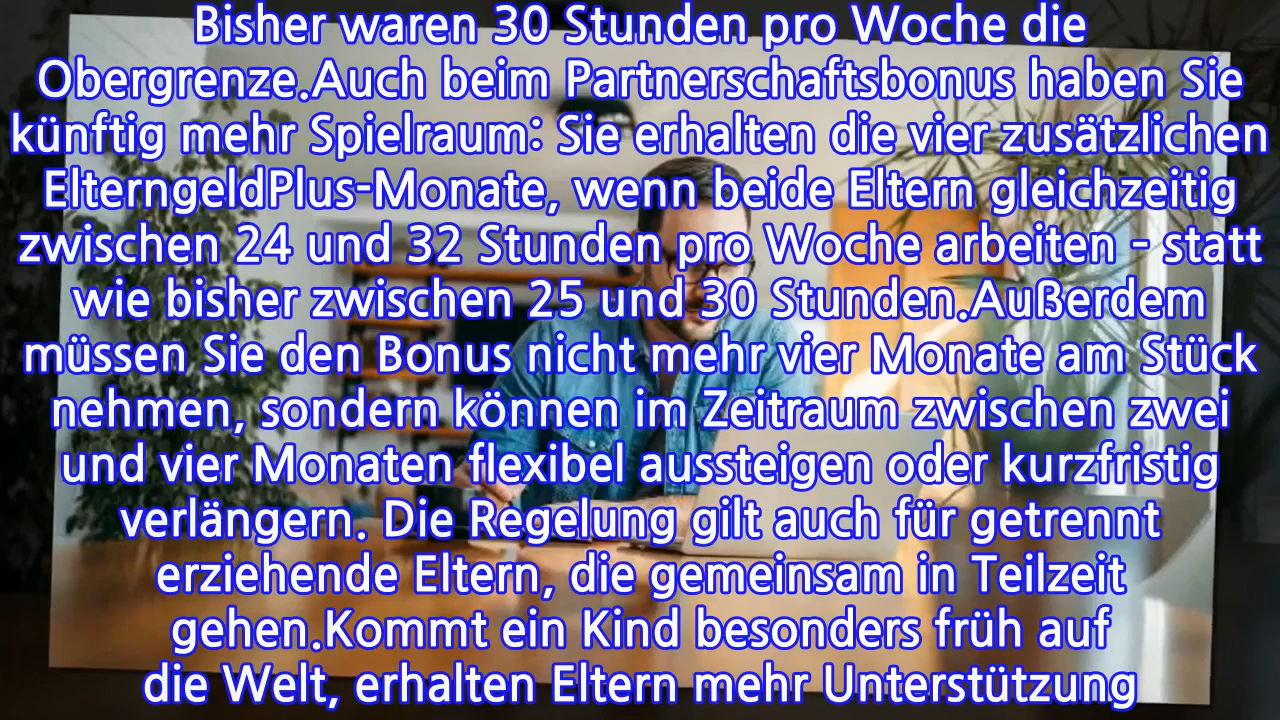 Bisher waren 30 Stunden pro Woche die
Obergrenze.Auch beim Partnerschaftsbonus haben Sie
künftig mehr Spielraum: Sie erhalten die vier zusätzlichen
ElterngeldPlus-Monate, wenn beide Eltern gleichzeitig
zwischen 24 und 32 Stunden pro Woche arbeiten - statt
wie bisher zwischen 25 und 30 Stunden.Außerdem
müssen Sie den Bonus nicht mehr vier Monate am Stück
nehmen, sondern können im Zeitraum zwischen zwei
und vier Monaten flexibel aussteigen oder kurzfristig
verlängern. Die Regelung gilt auch für getrennt
erziehende Eltern, die gemeinsam in Teilzeit
gehen.Kommt ein Kind besonders früh auf
die Welt, erhalten Eltern mehr Unterstützung